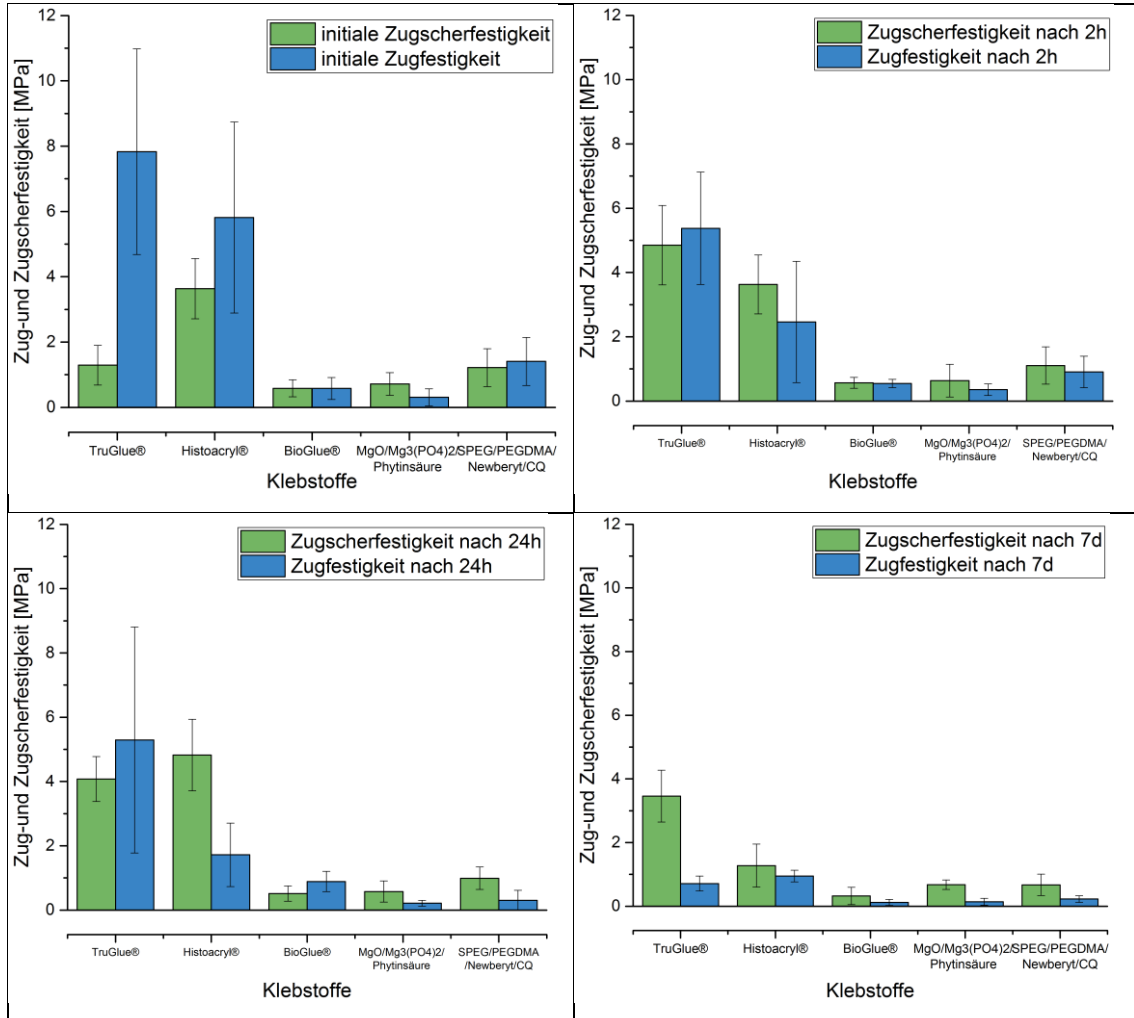 12
10
8
6
4
2
0
Zug-und Zugscherfestigkeit [MPa]
initiale Zugscherfestigkeit
initiale Zugfestigkeit
TruGlue®
Histoacryl®
BioGlue®
MgO/Mg3(PO4)2/
Phytinsäure
SPEG/PEGDMA/
Newberyt/CQ
Klebstoffe
12
10
8
6
4
2
0
Zug-und Zugscherfestigkeit [MPa]
Zugscherfestigkeit nach 2h
Zugfestigkeit nach 2h
TruGlue®
Histoacryl®
BioGlue®
MgO/Mg3(PO4)2/
Phytinsäure
SPEG/PEGDMA/
Newberyt/CQ
Klebstoffe
12
10
8
6
4
2
0
Zug-und Zugscherfestigkeit [MPa]
Zugscherfestigkeit nach 24h
Zugfestigkeit nach 24h
TruGlue®
Histoacryl®
BioGlue®
MgO/Mg3(PO4)2/
Phytinsäure
SPEG/PEGDMA
/Newberyt/CQ
Klebstoffe
12
10
8
6
4
2
0
Zug-und Zugscherfestigkeit [MPa]
Zugscherfestigkeit nach 7d
Zugfestigkeit nach 7d
TruGlue®
Histoacryl®
BioGlue®
MgO/Mg3(PO4)2/
Phytinsäure
SPEG/PEGDMA/
Newberyt/CQ
Klebstoffe